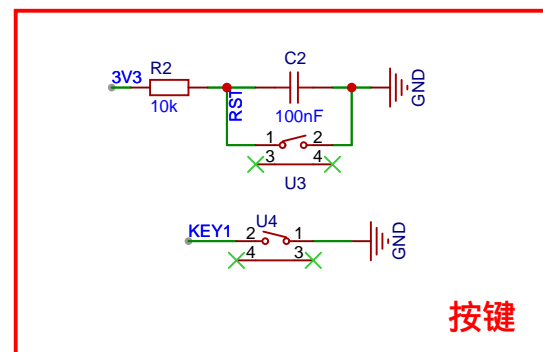 C2
3V3 R2
10k
RST
100nF
GND
1 2
3 4
U3
U4
KEY1 2 1
4 3
GND
按键